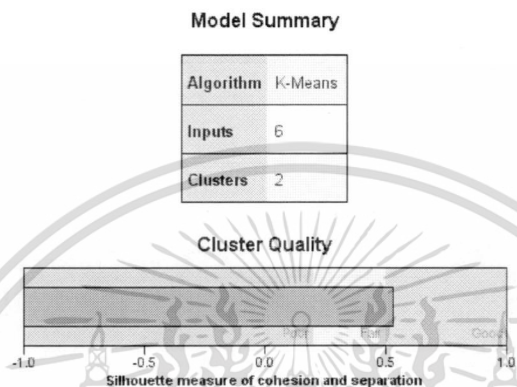 Model Summary
Algorithm K-Means
Inputs 6
Clusters 2
Cluster Quality
Poor Fair Good
-1.0 -0.5 0.0 0.5 1.0
Silhouette measure of cohesion and separation